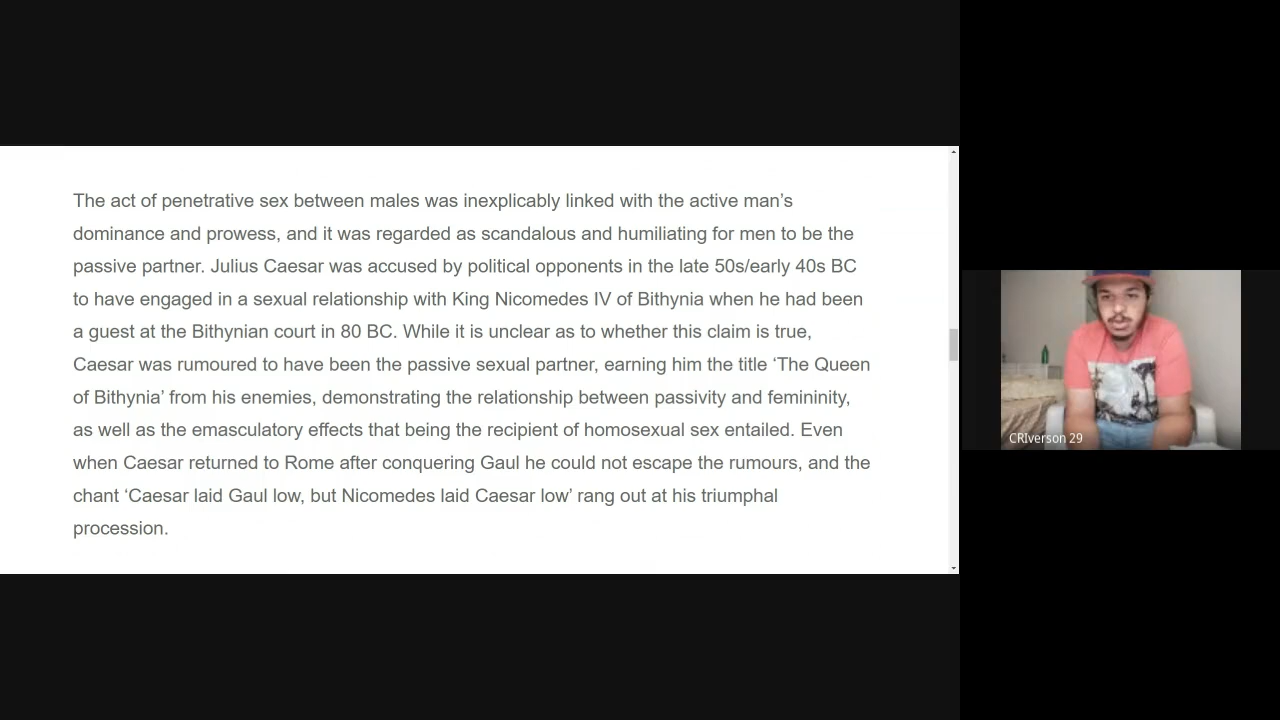 The act of penetrative sex between males was inexplicably linked with the active man’s
dominance and prowess, and it was regarded as scandalous and humiliating for men to be the
passive partner. Julius Caesar was accused by political opponents in the late 50s/early 40s BC
to have engaged in a sexual relationship with King Nicomedes IV of Bithynia when he had been
a guest at the Bithynian court in 80 BC. While it is unclear as to whether this claim is true,
Caesar was rumoured to have been the passive sexual partner, earning him the title ‘The Queen
of Bithynia’ from his enemies, demonstrating the relationship between passivity and femininity,
as well as the emasculatory effects that being the recipient of homosexual sex entailed. Even
when Caesar returned to Rome after conquering Gaul he could not escape the rumours, and the
chant ‘Caesar laid Gaul low, but Nicomedes laid Caesar low’ rang out at his triumphal
procession.
CRIverson 29